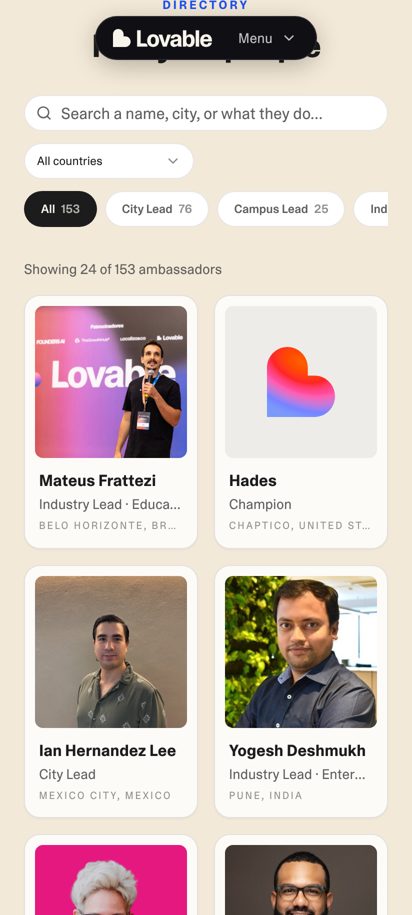 DIRECTORY
Lovable
Menu
Search a name, city, or what they do...
All countries
All 153
City Lead 76
Campus Lead 25
Ind
Showing 24 of 153 ambassadors
Lovable
Mateus Frattezi
Industry Lead · Educa...
BELO HORIZONTE, BR...
Hades
Champion
CHAPTICO, UNITED ST...
Ian Hernandez Lee
City Lead
MEXICO CITY, MEXICO
Yogesh Deshmukh
Industry Lead · Enter...
PUNE, INDIA